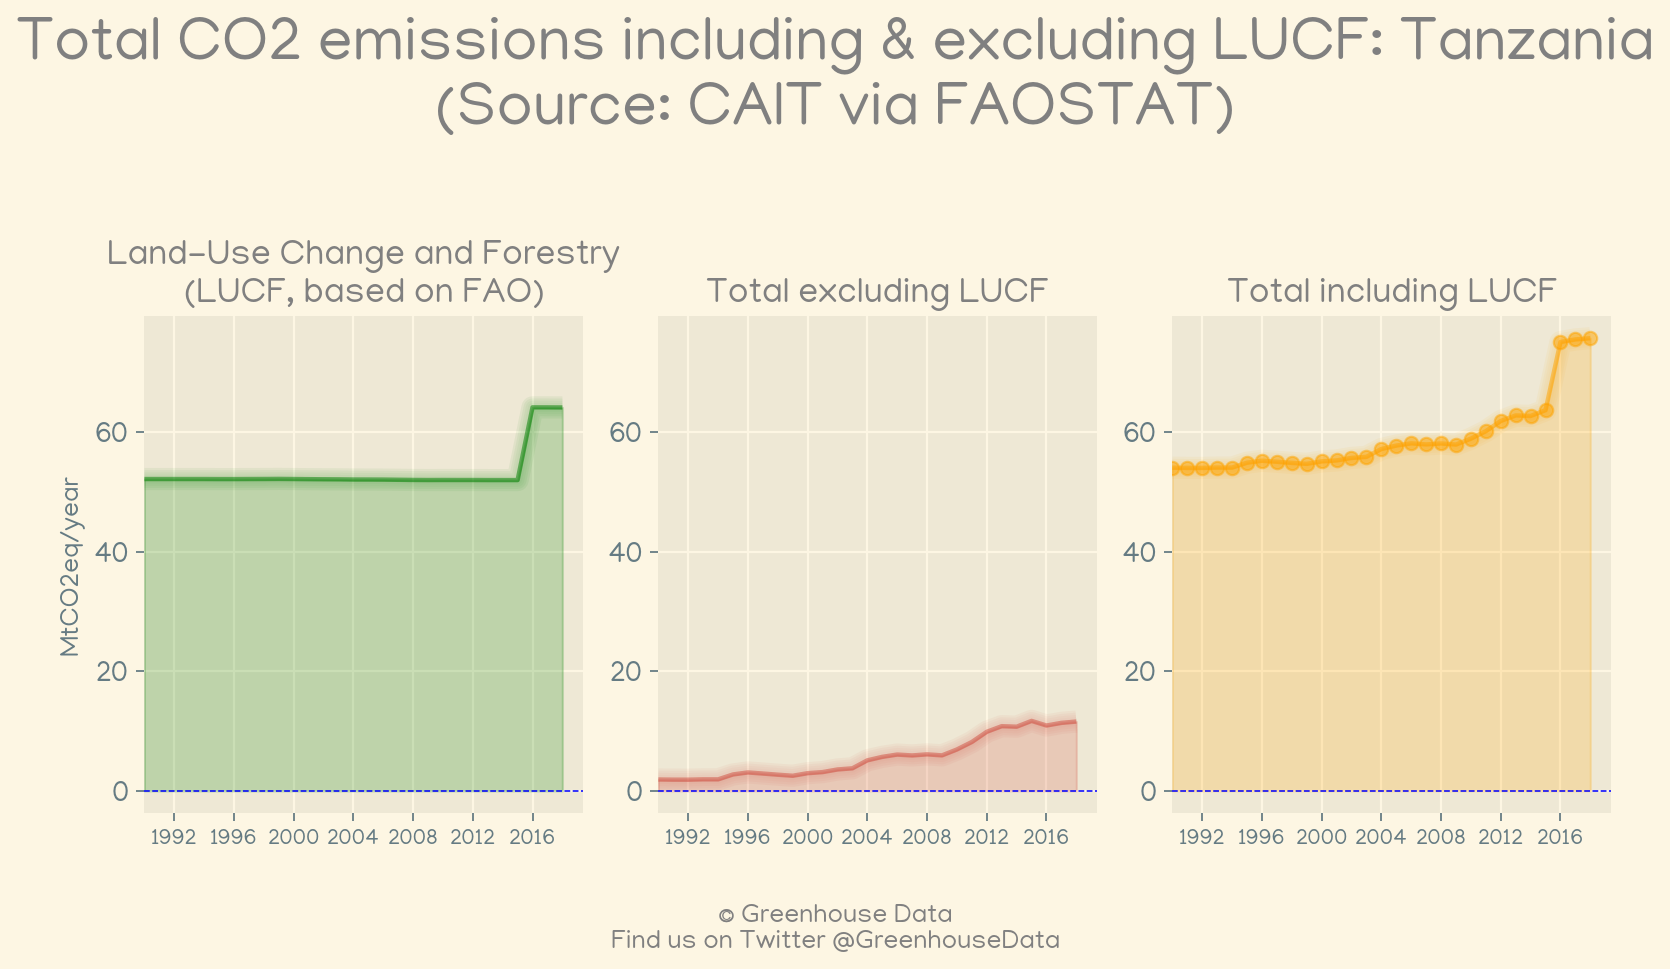 Total CO2 emissions including & excluding LUCF: Tanzania
(Source: CAIT via FAOSTAT)
Land-Use Change and Forestry
(LUCF, based on FAO)
MtCO2eq/year
60
40
20
0
1992 1996 2000 2004 2008 2012 2016
Total excluding LUCF
60
40
20
0
1992 1996 2000 2004 2008 2012 2016
Total including LUCF
60
40
20
0
1992 1996 2000 2004 2008 2012 2016
© Greenhouse Data
Find us on Twitter @GreenhouseData